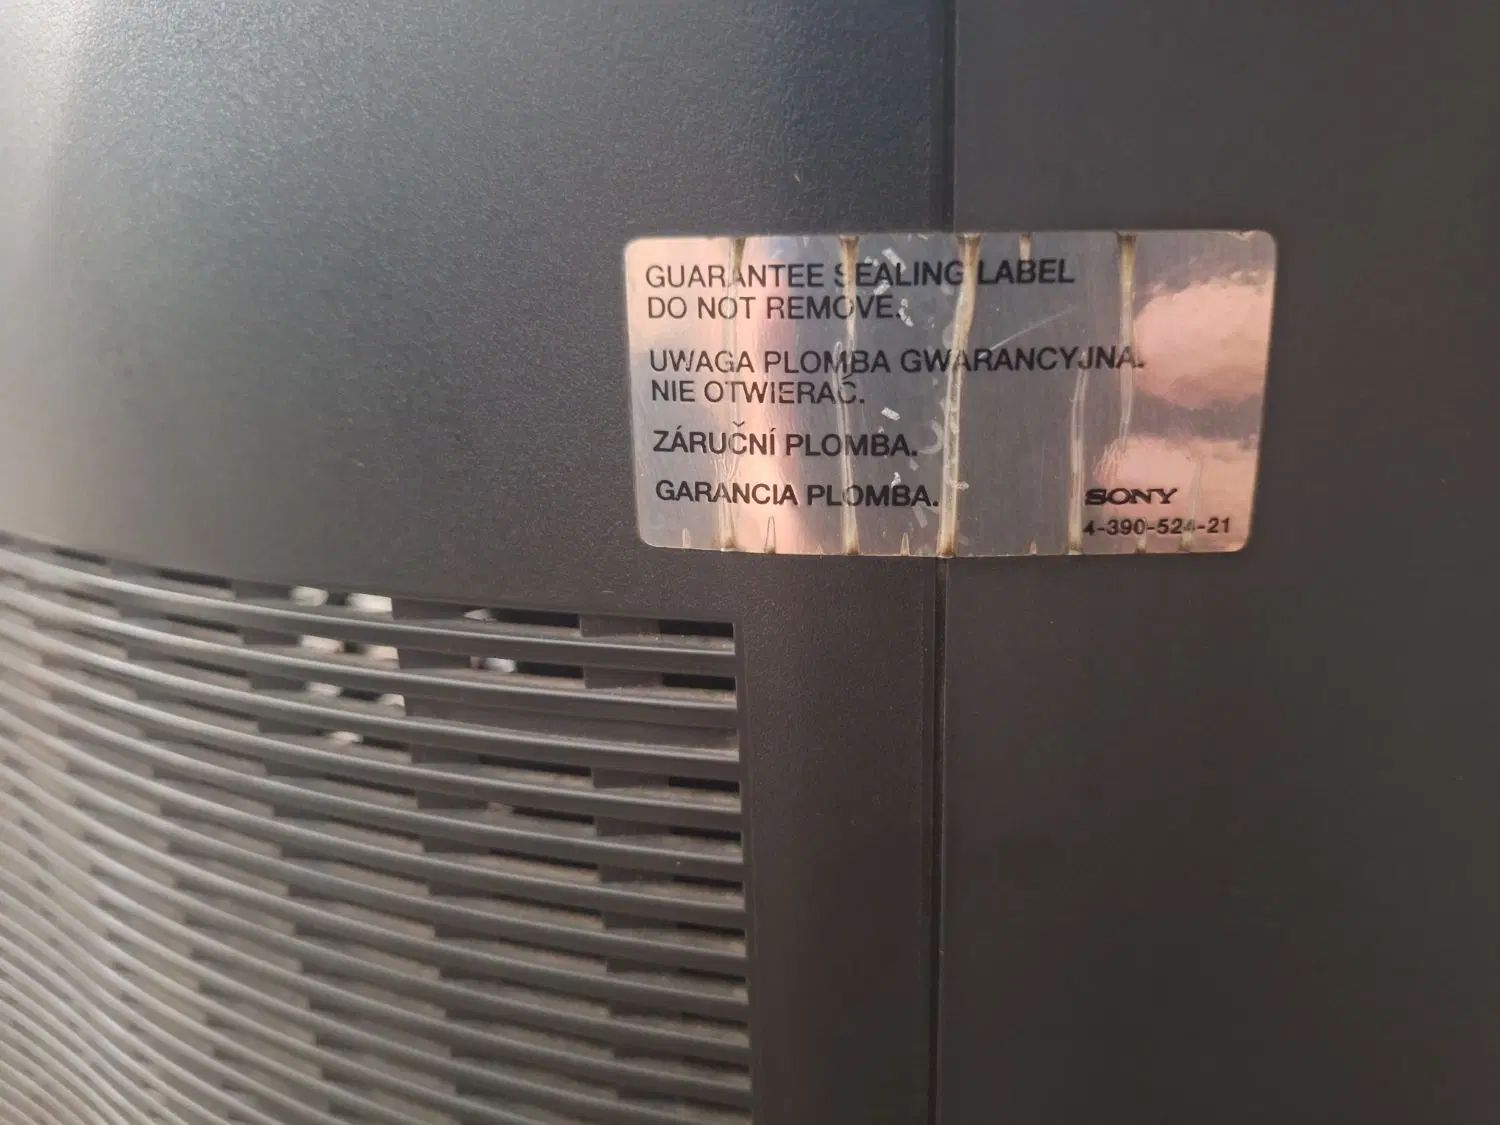 GUARANTEE SEALING LABEL
DO NOT REMOVE.
UWAGA PLOMBA GWARANCYJNA.
NIE OTWIERAĆ.
ZÁRUČNÍ PLOMBA.
GARANCIA PLOMBA.
SONY
4-390-524-21